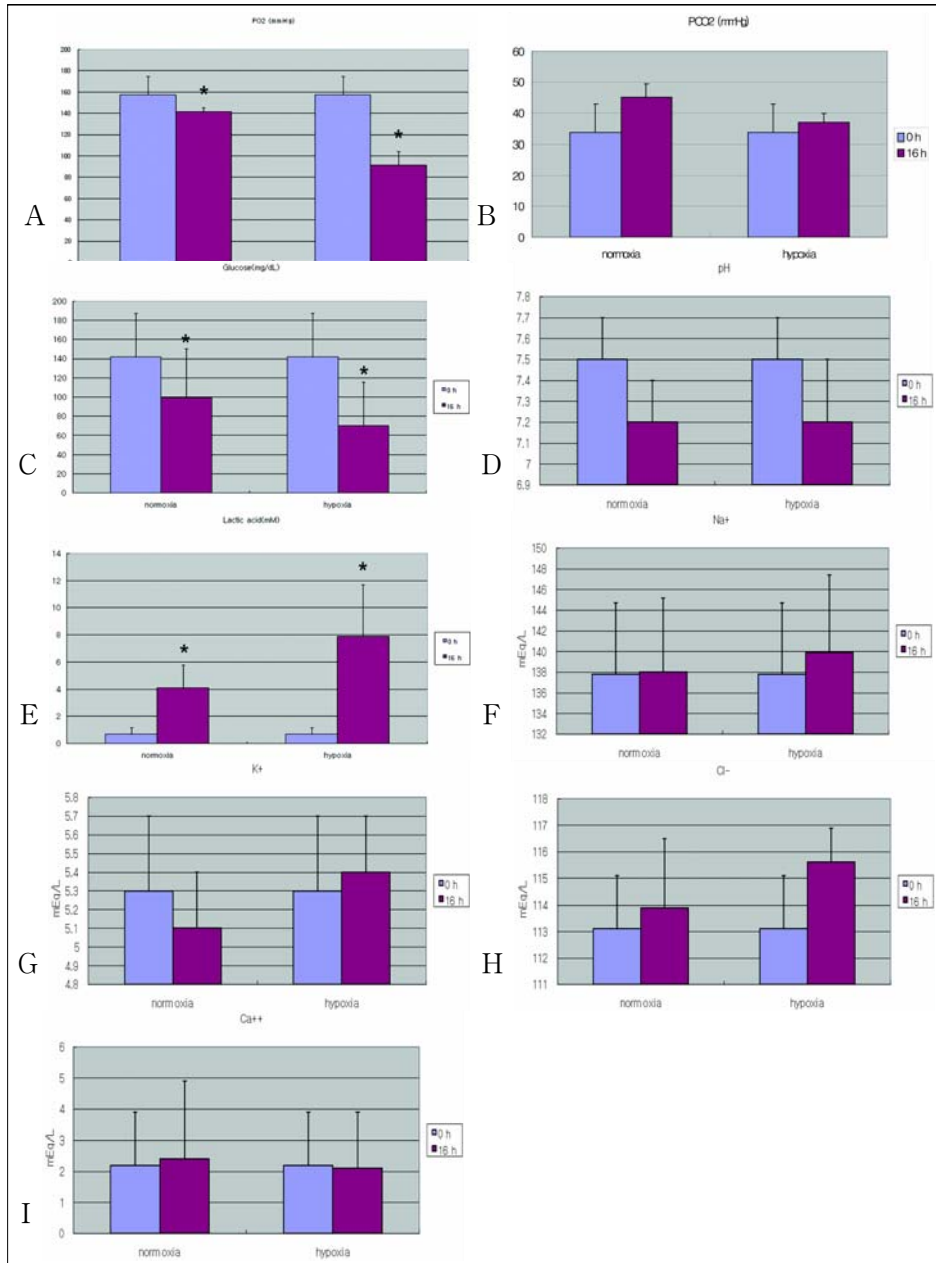 PO2 (mmHg)
200
180
160
140
120
100
80
60
40
20
0
*
*
A
PCO2 (mmHg)
60
50
40
30
20
10
0
normoxia
hypoxia
0 h
16 h
B
Glucose(mg/dL)
200
180
160
140
120
100
80
60
40
20
0
*
*
normoxia
hypoxia
0 h
16 h
C
pH
7.8
7.7
7.6
7.5
7.4
7.3
7.2
7.1
7
6.9
normoxia
hypoxia
0 h
16 h
D
Lactic acid(mM)
14
12
10
8
6
4
2
0
*
*
normoxia
hypoxia
0 h
16 h
E
Na+
150
148
146
144
142
140
138
136
134
132
mEq/L
normoxia
hypoxia
0 h
16 h
F
K+
5.8
5.7
5.6
5.5
5.4
5.3
5.2
5.1
5
4.9
4.8
mEq/L
normoxia
hypoxia
0 h
16 h
G
Cl-
118
117
116
115
114
113
112
111
mEq/L
normoxia
hypoxia
0 h
16 h
H
Ca++
6
5
4
3
2
1
0
mEq/L
normoxia
hypoxia
0 h
16 h
I